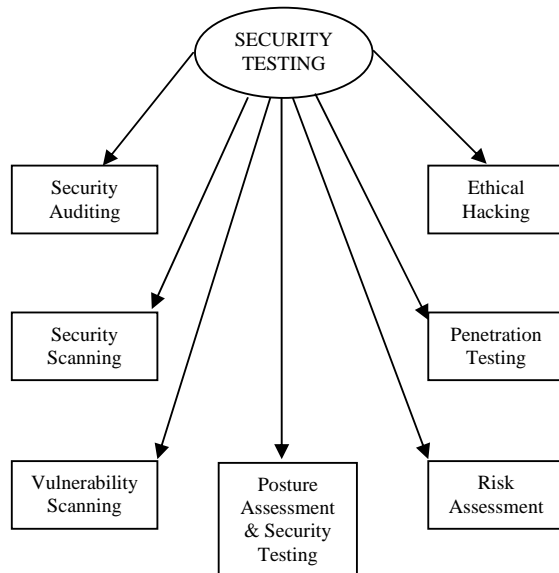 SECURITY
TESTING
Security
Auditing
Ethical
Hacking
Security
Scanning
Penetration
Testing
Vulnerability
Scanning
Posture
Assessment
& Security
Testing
Risk
Assessment